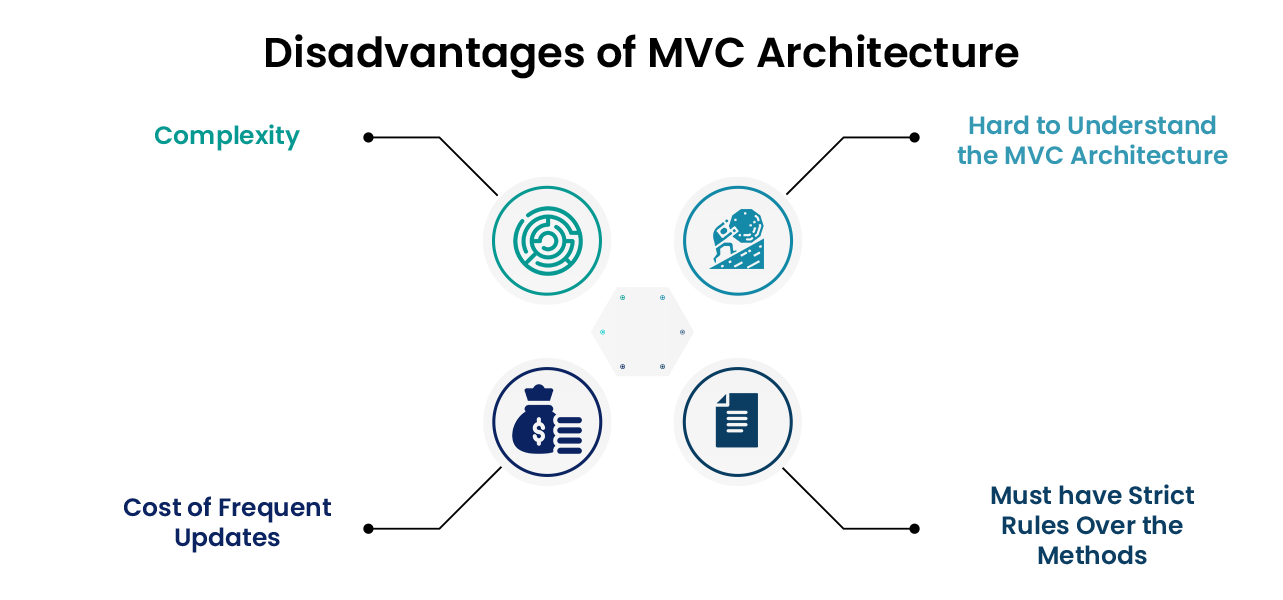 Disadvantages of MVC Architecture
Complexity
Hard to Understand
the MVC Architecture
Cost of Frequent
Updates
Must have Strict
Rules Over the
Methods
$